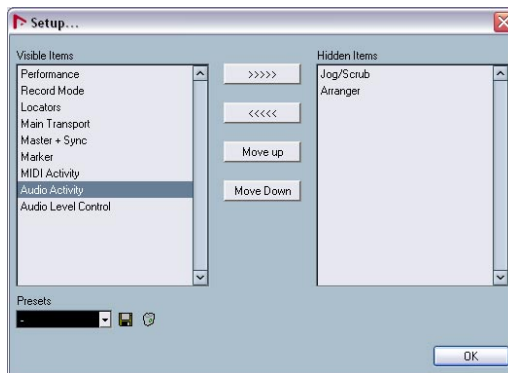 Setup...
Visible Items
Performance
Record Mode
Locators
Main Transport
Master + Sync
Marker
MIDI Activity
Audio Activity
Audio Level Control
>>>>>
<<<<<
Move up
Move Down
Hidden Items
Jog/Scrub
Arranger
Presets
-
OK